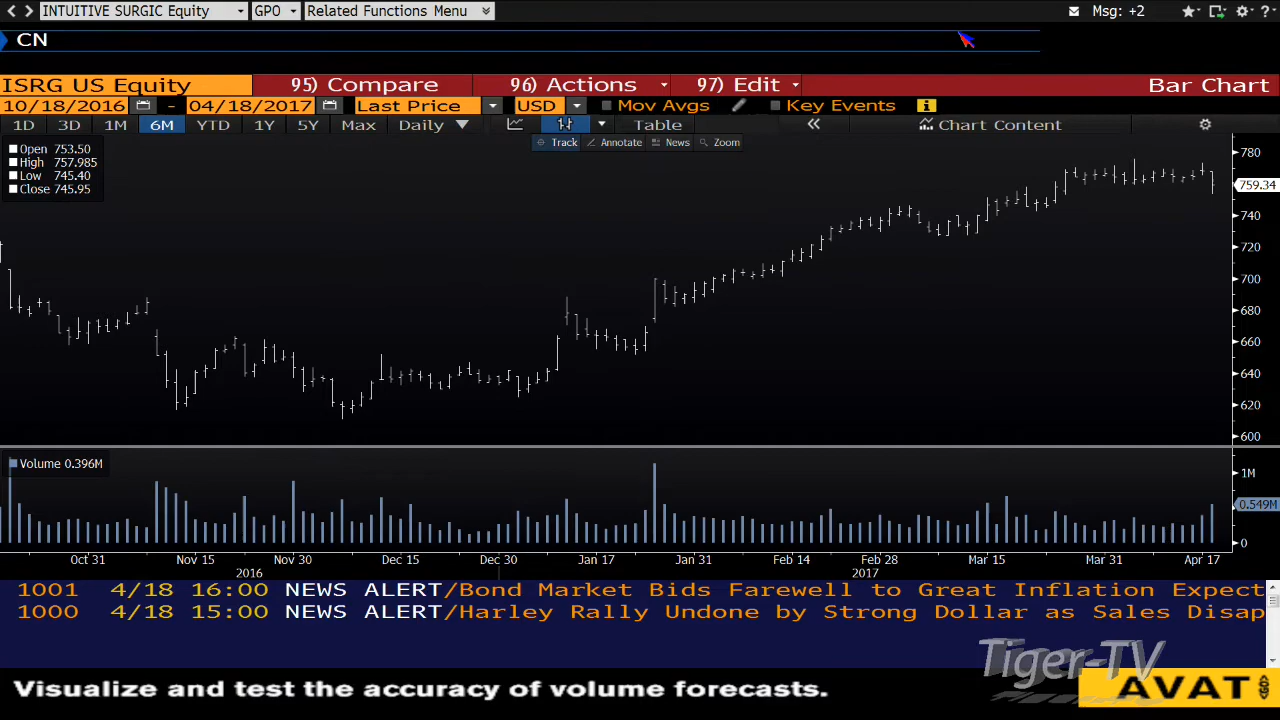 INTUITIVE SURGIC Equity GPO Related Functions Menu Msg: +2
CN
ISRG US Equity 95) Compare 96) Actions 97) Edit Bar Chart
10/18/2016 - 04/18/2017 Last Price USD Mov Avgs Key Events
1D 3D 1M 6M YTD 1Y 5Y Max Daily Table Chart Content
Track Annotate News Zoom
Open 753.50
High 757.985
Low 745.40
Close 745.95
780
759.34
740
720
700
680
660
640
620
600
Volume 0.396M
1M
0.549M
0
Oct 31 Nov 15 Nov 30 Dec 15 Dec 30 Jan 17 Jan 31 Feb 14 Feb 28 Mar 15 Mar 31 Apr 17
2016 2017
1001 4/18 16:00 NEWS ALERT/Bond Market Bids Farewell to Great Inflation Expect
1000 4/18 15:00 NEWS ALERT/Harley Rally Undone by Strong Dollar as Sales Disap
Tiger-TV
Visualize and test the accuracy of volume forecasts. AVAT <GO>